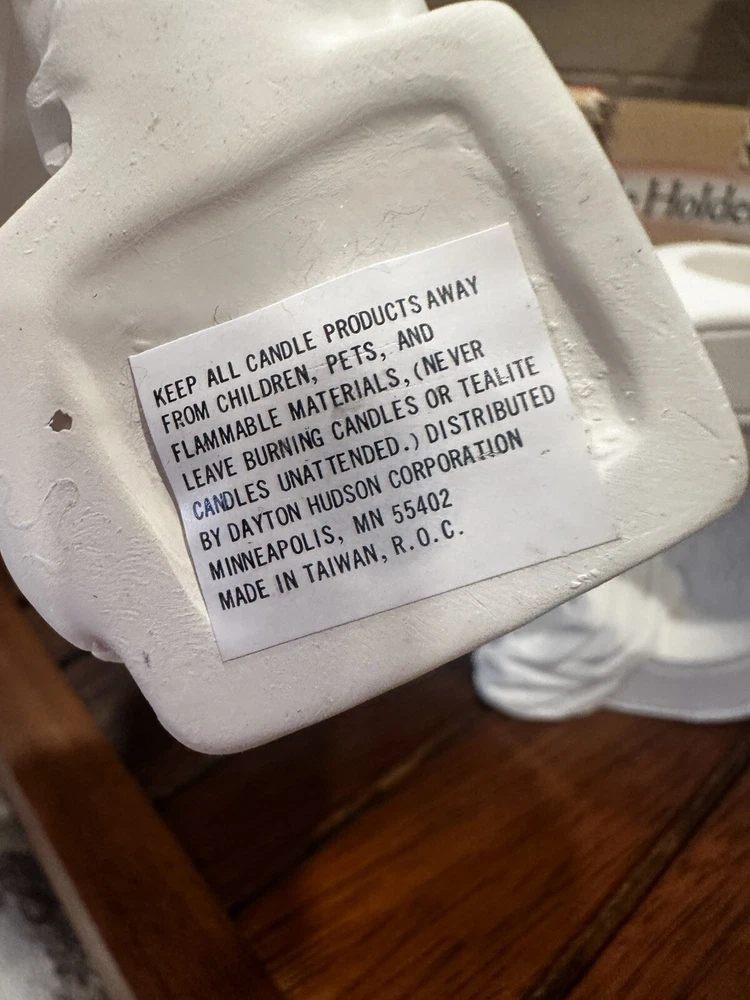 KEEP ALL CANDLE PRODUCTS AWAY
FROM CHILDREN, PETS, AND
FLAMMABLE MATERIALS, (NEVER
LEAVE BURNING CANDLES OR TEALITE
CANDLES UNATTENDED.) DISTRIBUTED
BY DAYTON HUDSON CORPORATION
MINNEAPOLIS, MN 55402
MADE IN TAIWAN, R.O.C.